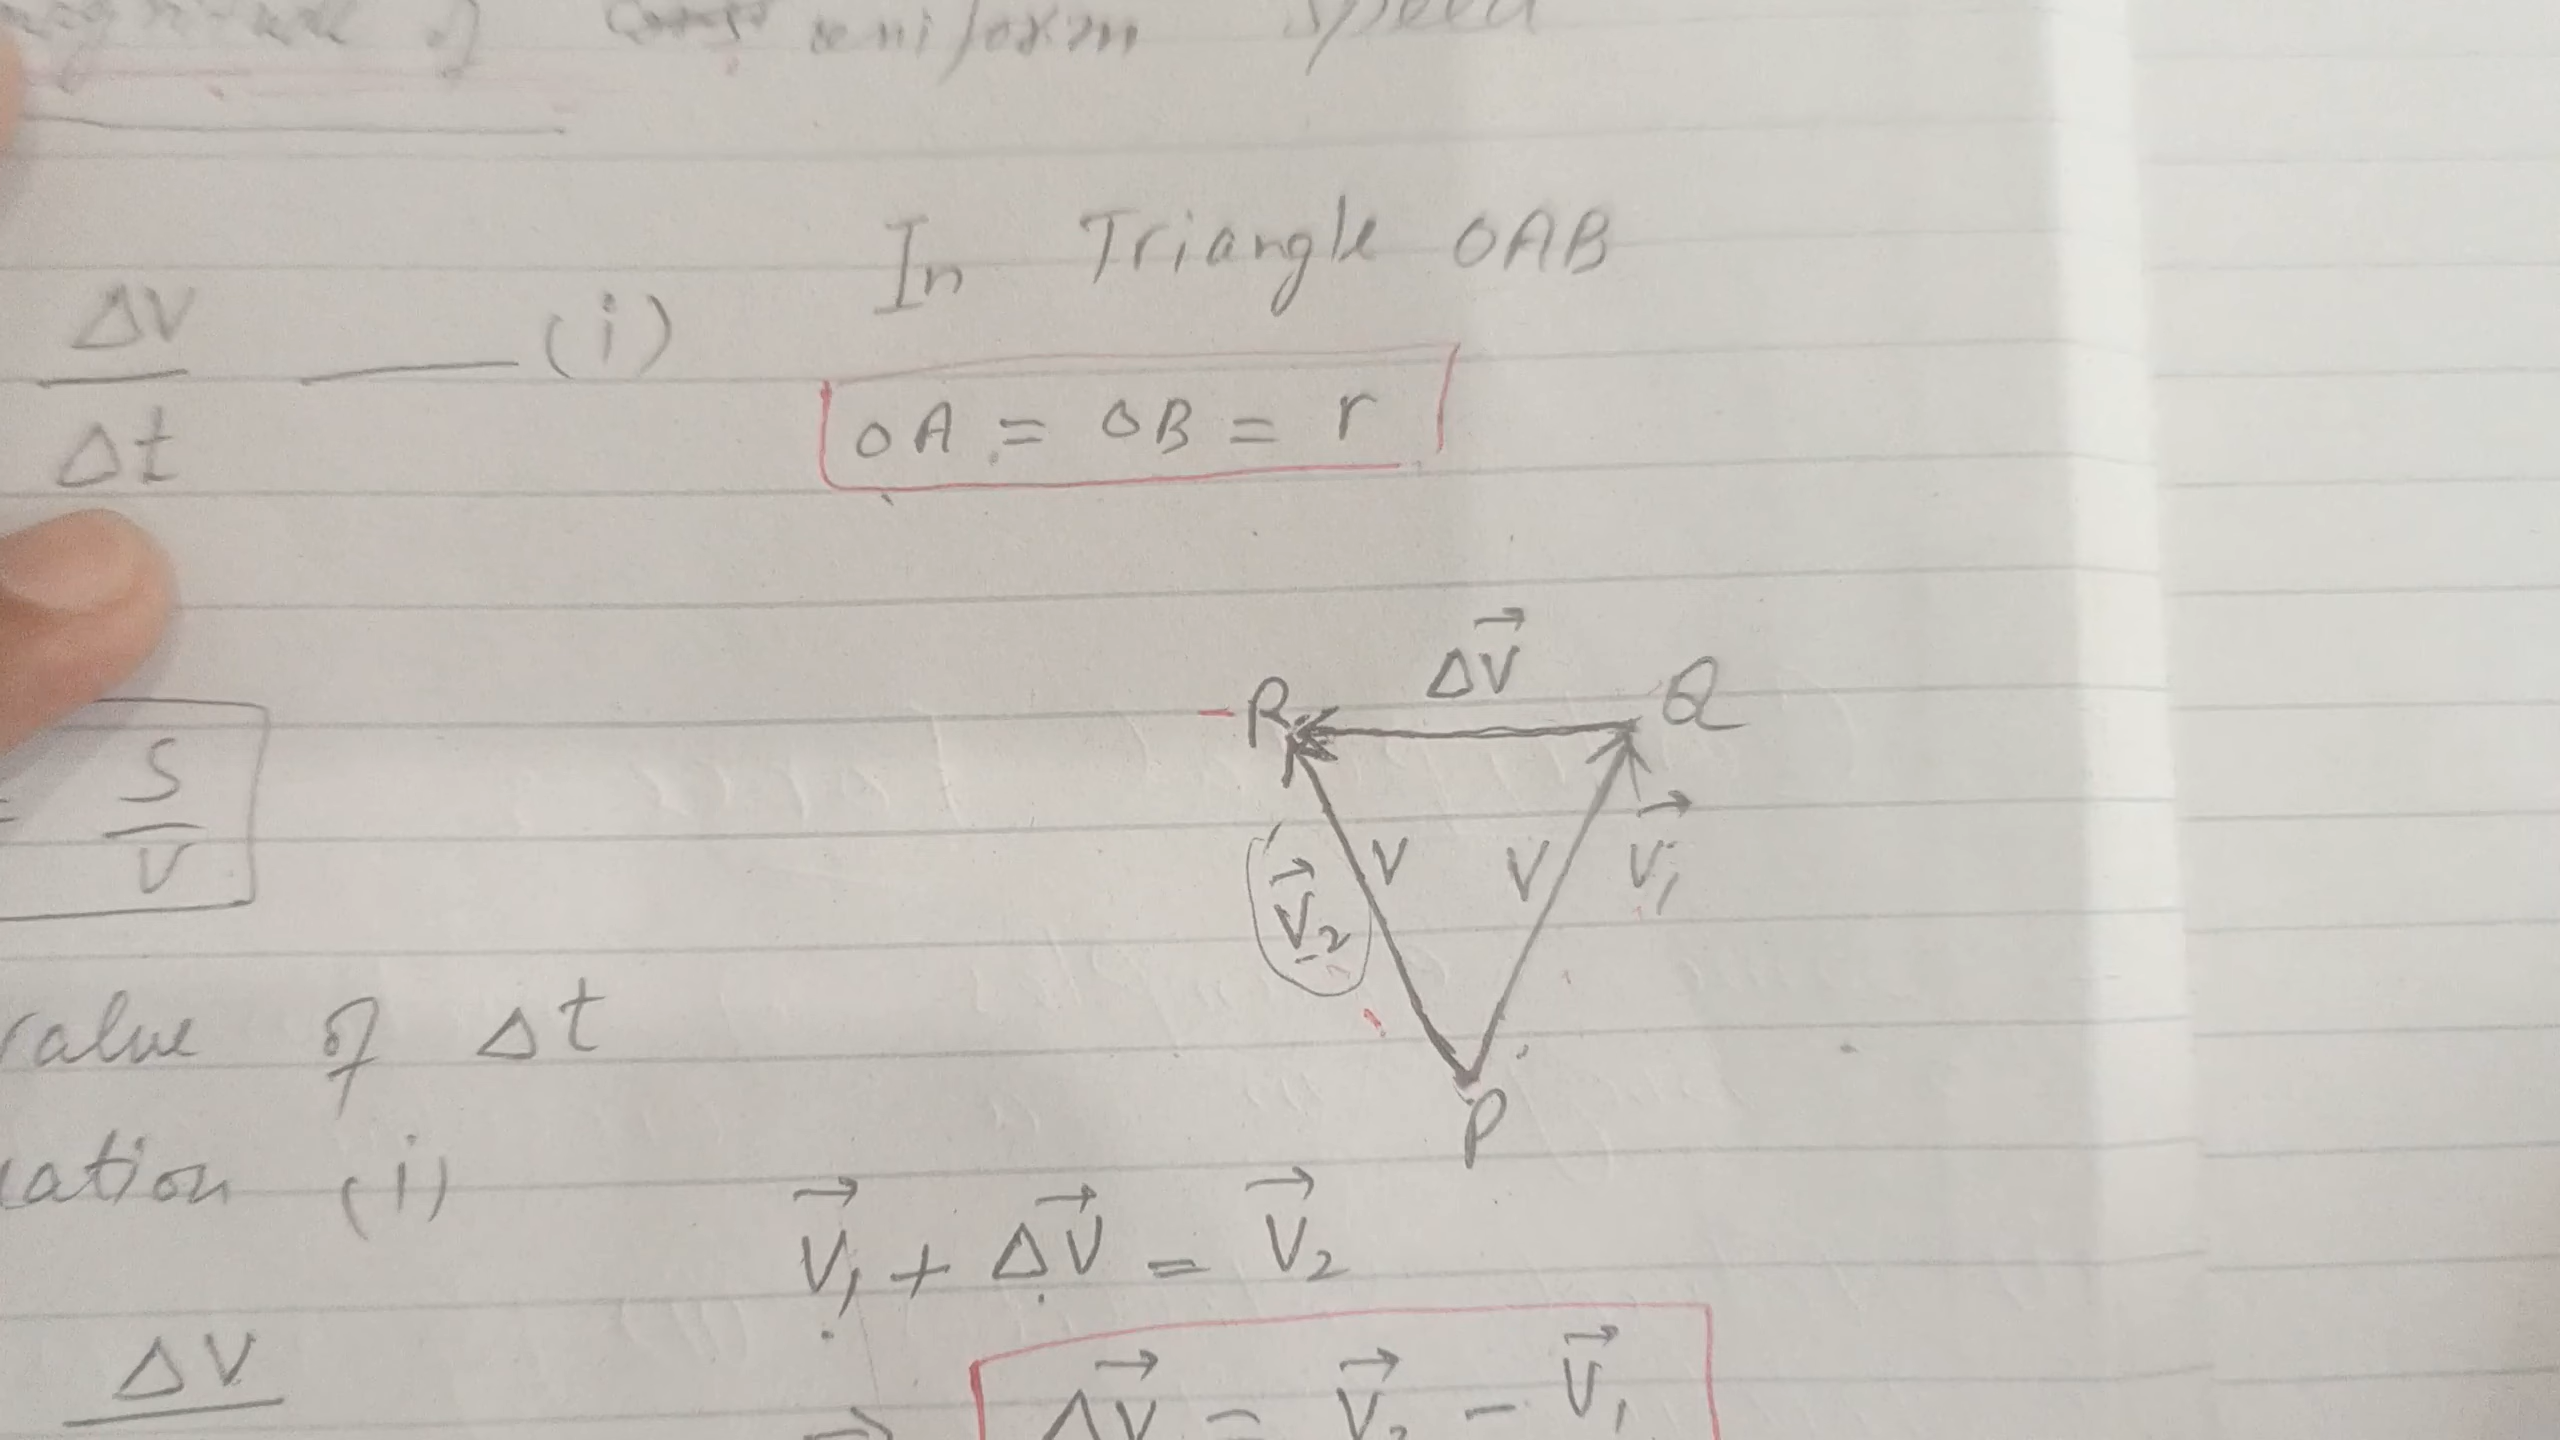 uniform speed
In Triangle OAB
ΔV
Δt
(i)
OA = OB = r
ΔV⃗
R
Q
= S/V
V
V
V⃗₁
V⃗₂
P
value of Δt
(i)
V⃗₁ + ΔV⃗ = V⃗₂
ΔV
⇒ ΔV⃗ = V⃗₂ - V⃗₁